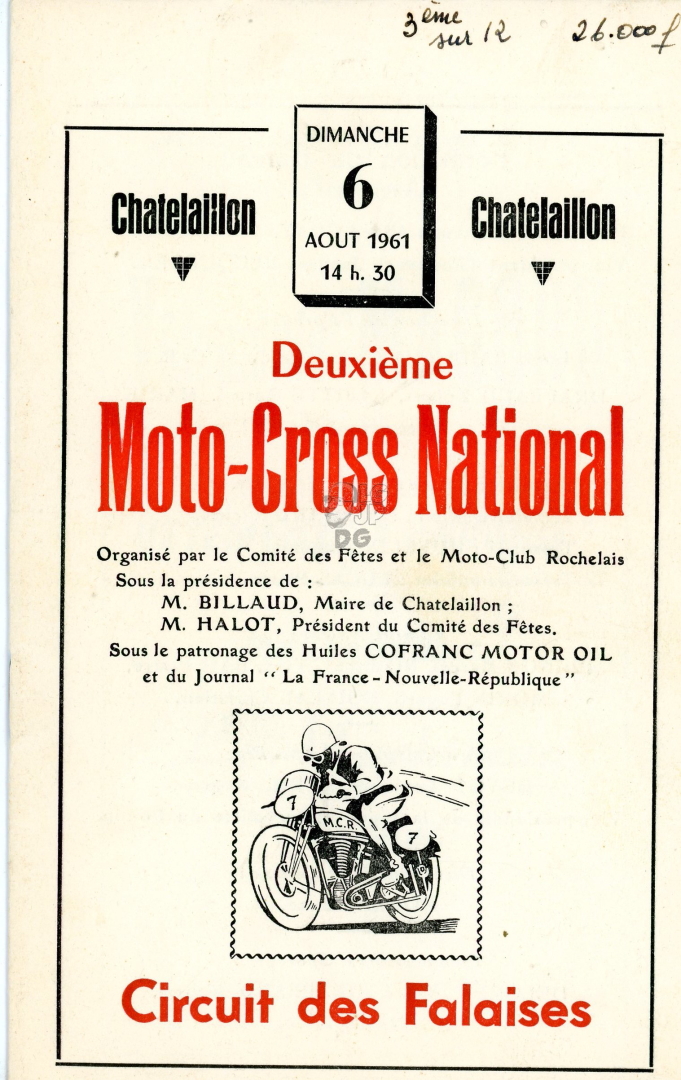 3ème
sur 12
26.000 f
DIMANCHE
6
AOUT 1961
14 h. 30
Chatelaillon
Chatelaillon
Deuxième
Moto-Cross National
DG
Organisé par le Comité des Fêtes et le Moto-Club Rochelais
Sous la présidence de :
M. BILLAUD, Maire de Chatelaillon ;
M. HALOT, Président du Comité des Fêtes.
Sous le patronage des Huiles COFRANC MOTOR OIL
et du Journal “ La France - Nouvelle-République ”
7
M.C.R.
7
Circuit des Falaises